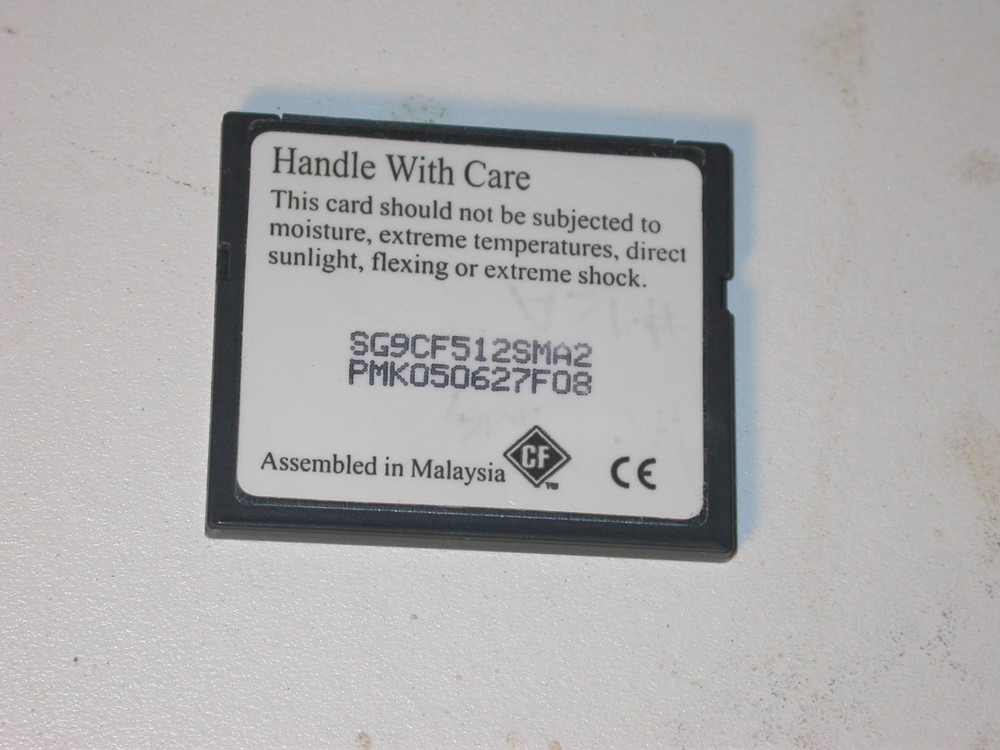 Handle With Care
This card should not be subjected to
moisture, extreme temperatures, direct
sunlight, flexing or extreme shock.
SG9CF512SMA2
PMK050627F08
Assembled in Malaysia CF TM CE